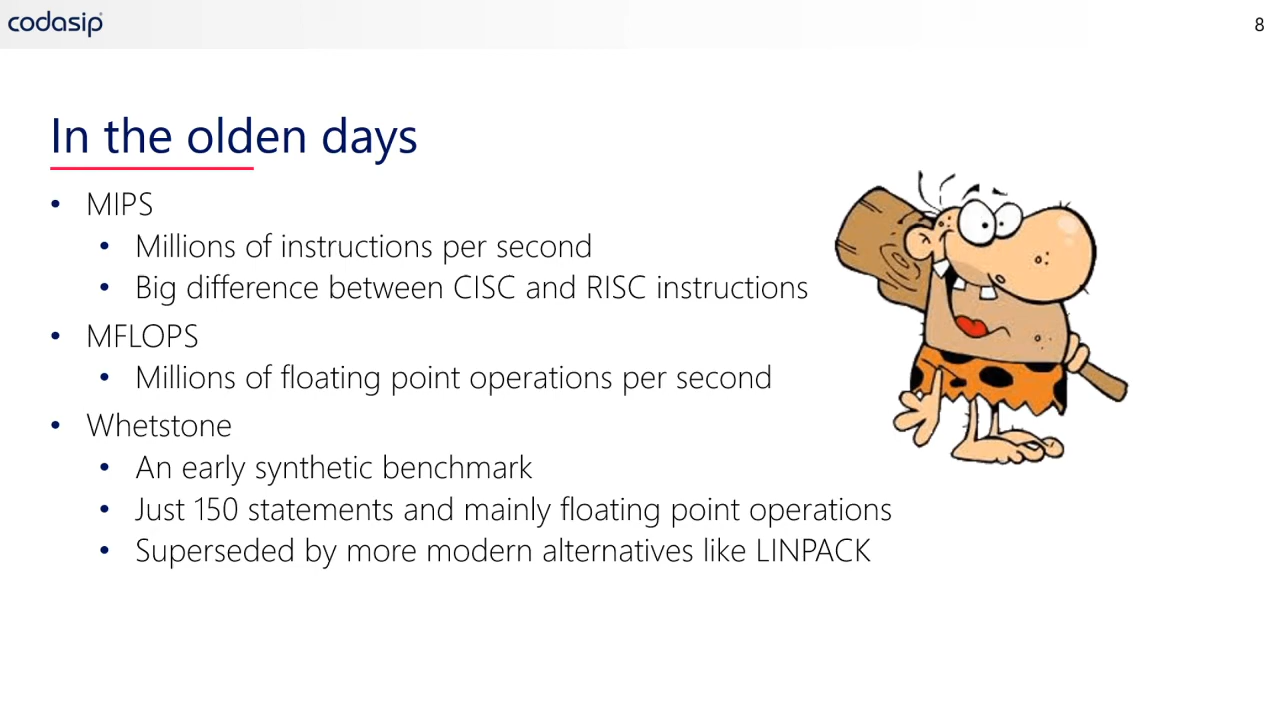 codasip
8
In the olden days
• MIPS
• Millions of instructions per second
• Big difference between CISC and RISC instructions
• MFLOPS
• Millions of floating point operations per second
• Whetstone
• An early synthetic benchmark
• Just 150 statements and mainly floating point operations
• Superseded by more modern alternatives like LINPACK